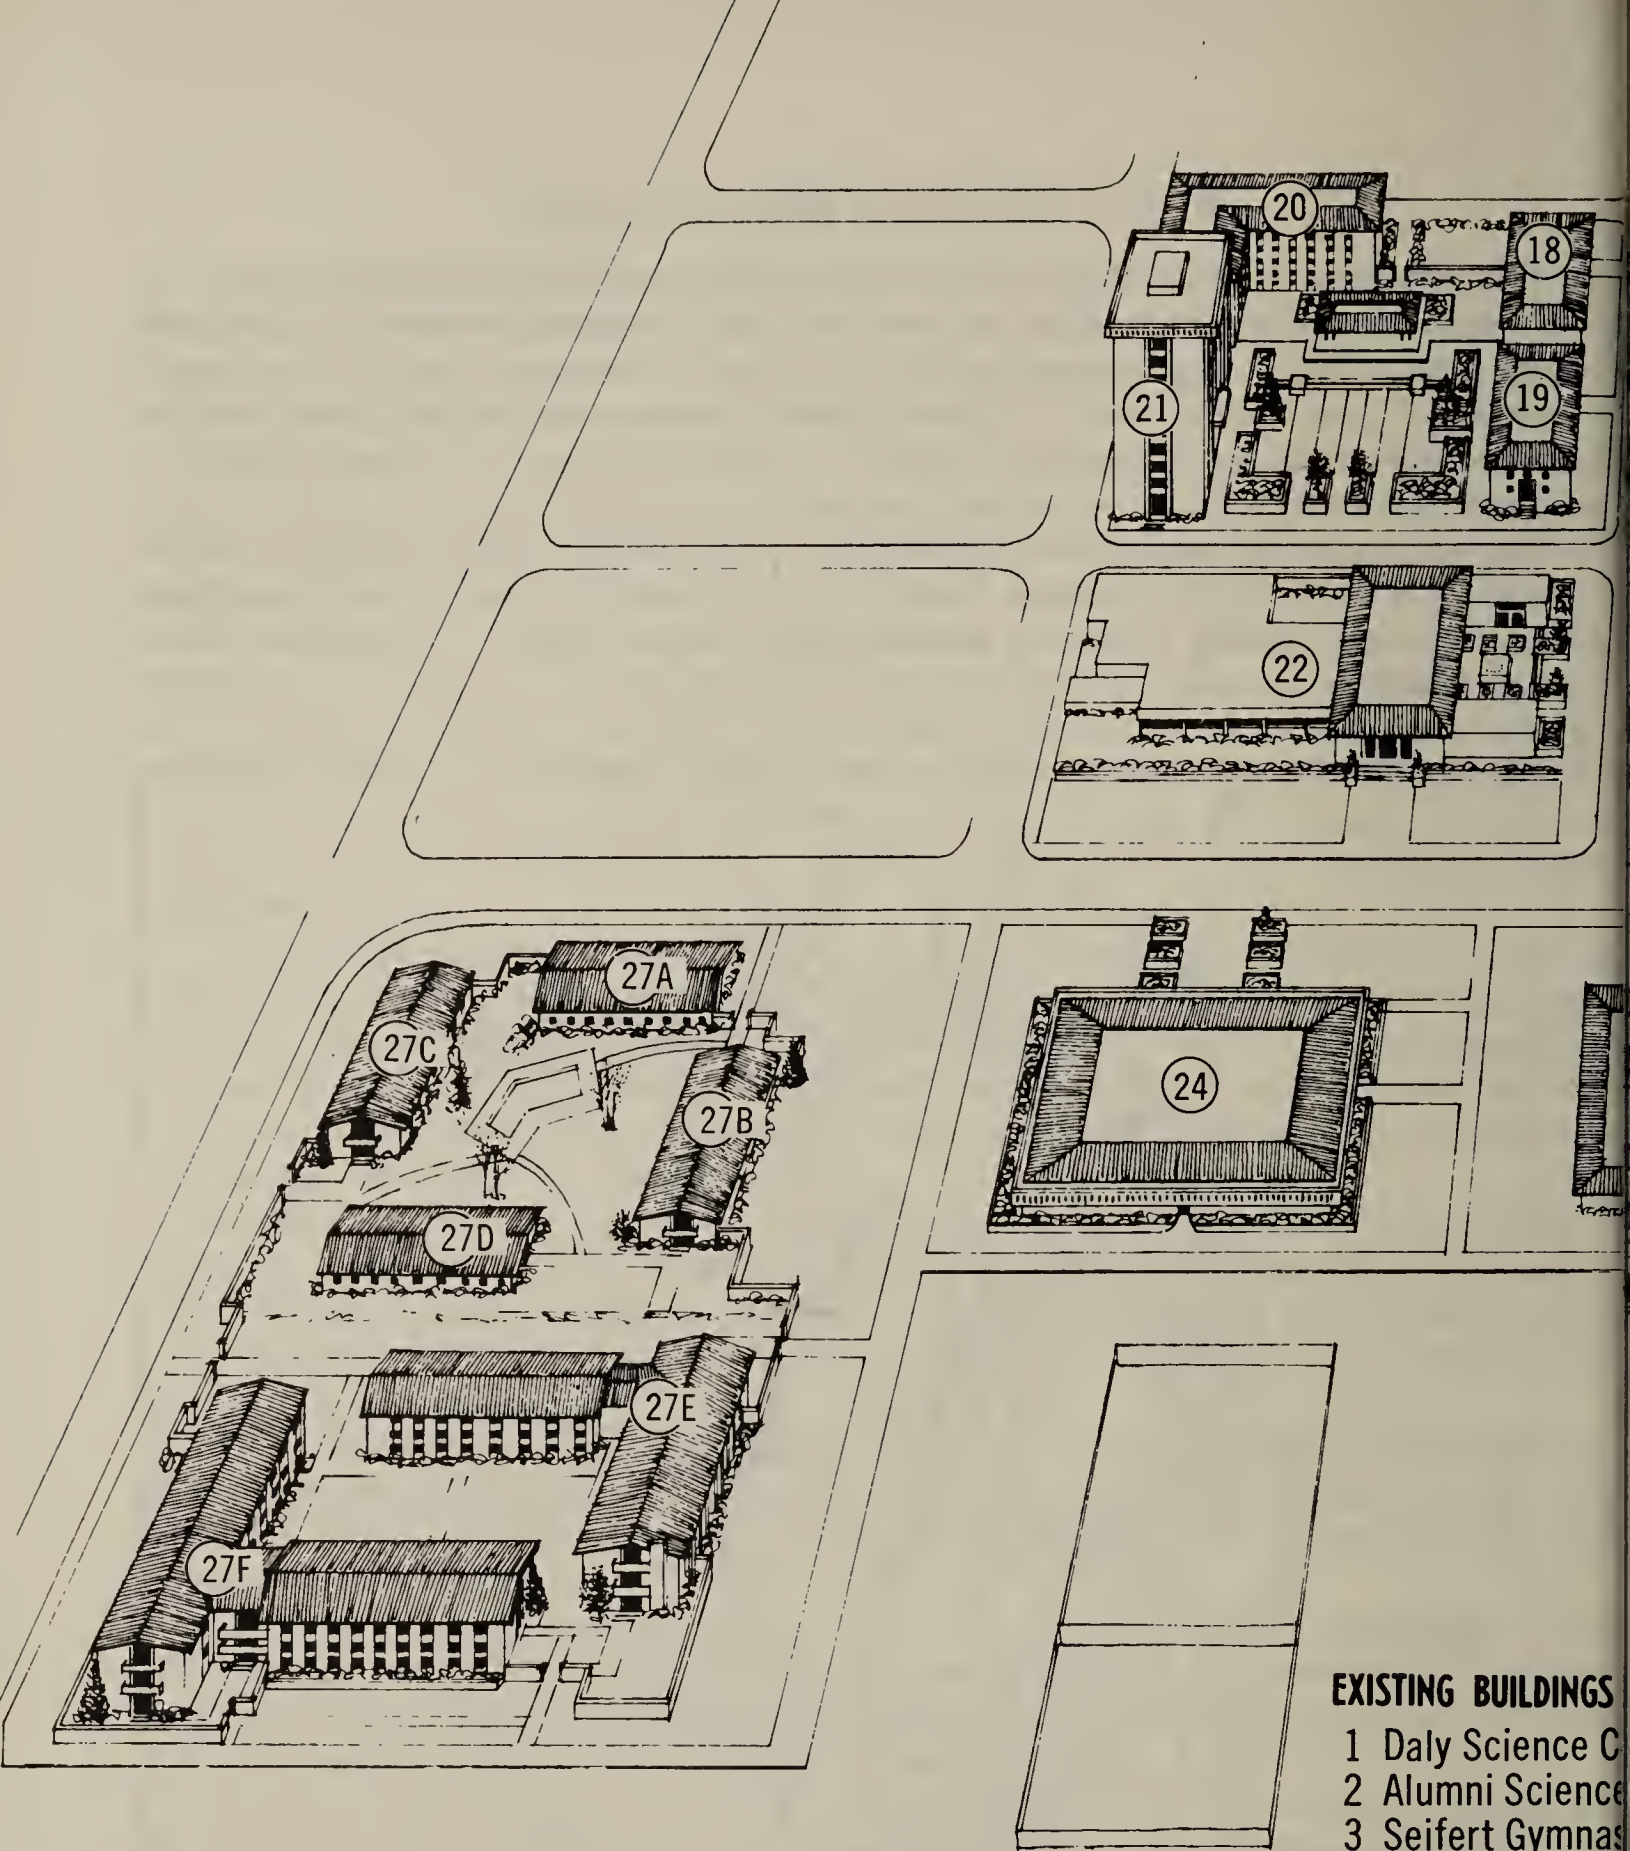 20
18
21
19
22
27A
27C
24
27B
27D
27E
27F
EXISTING BUILDINGS
1 Daly Science C
2 Alumni Science
3 Seifert Gymnas